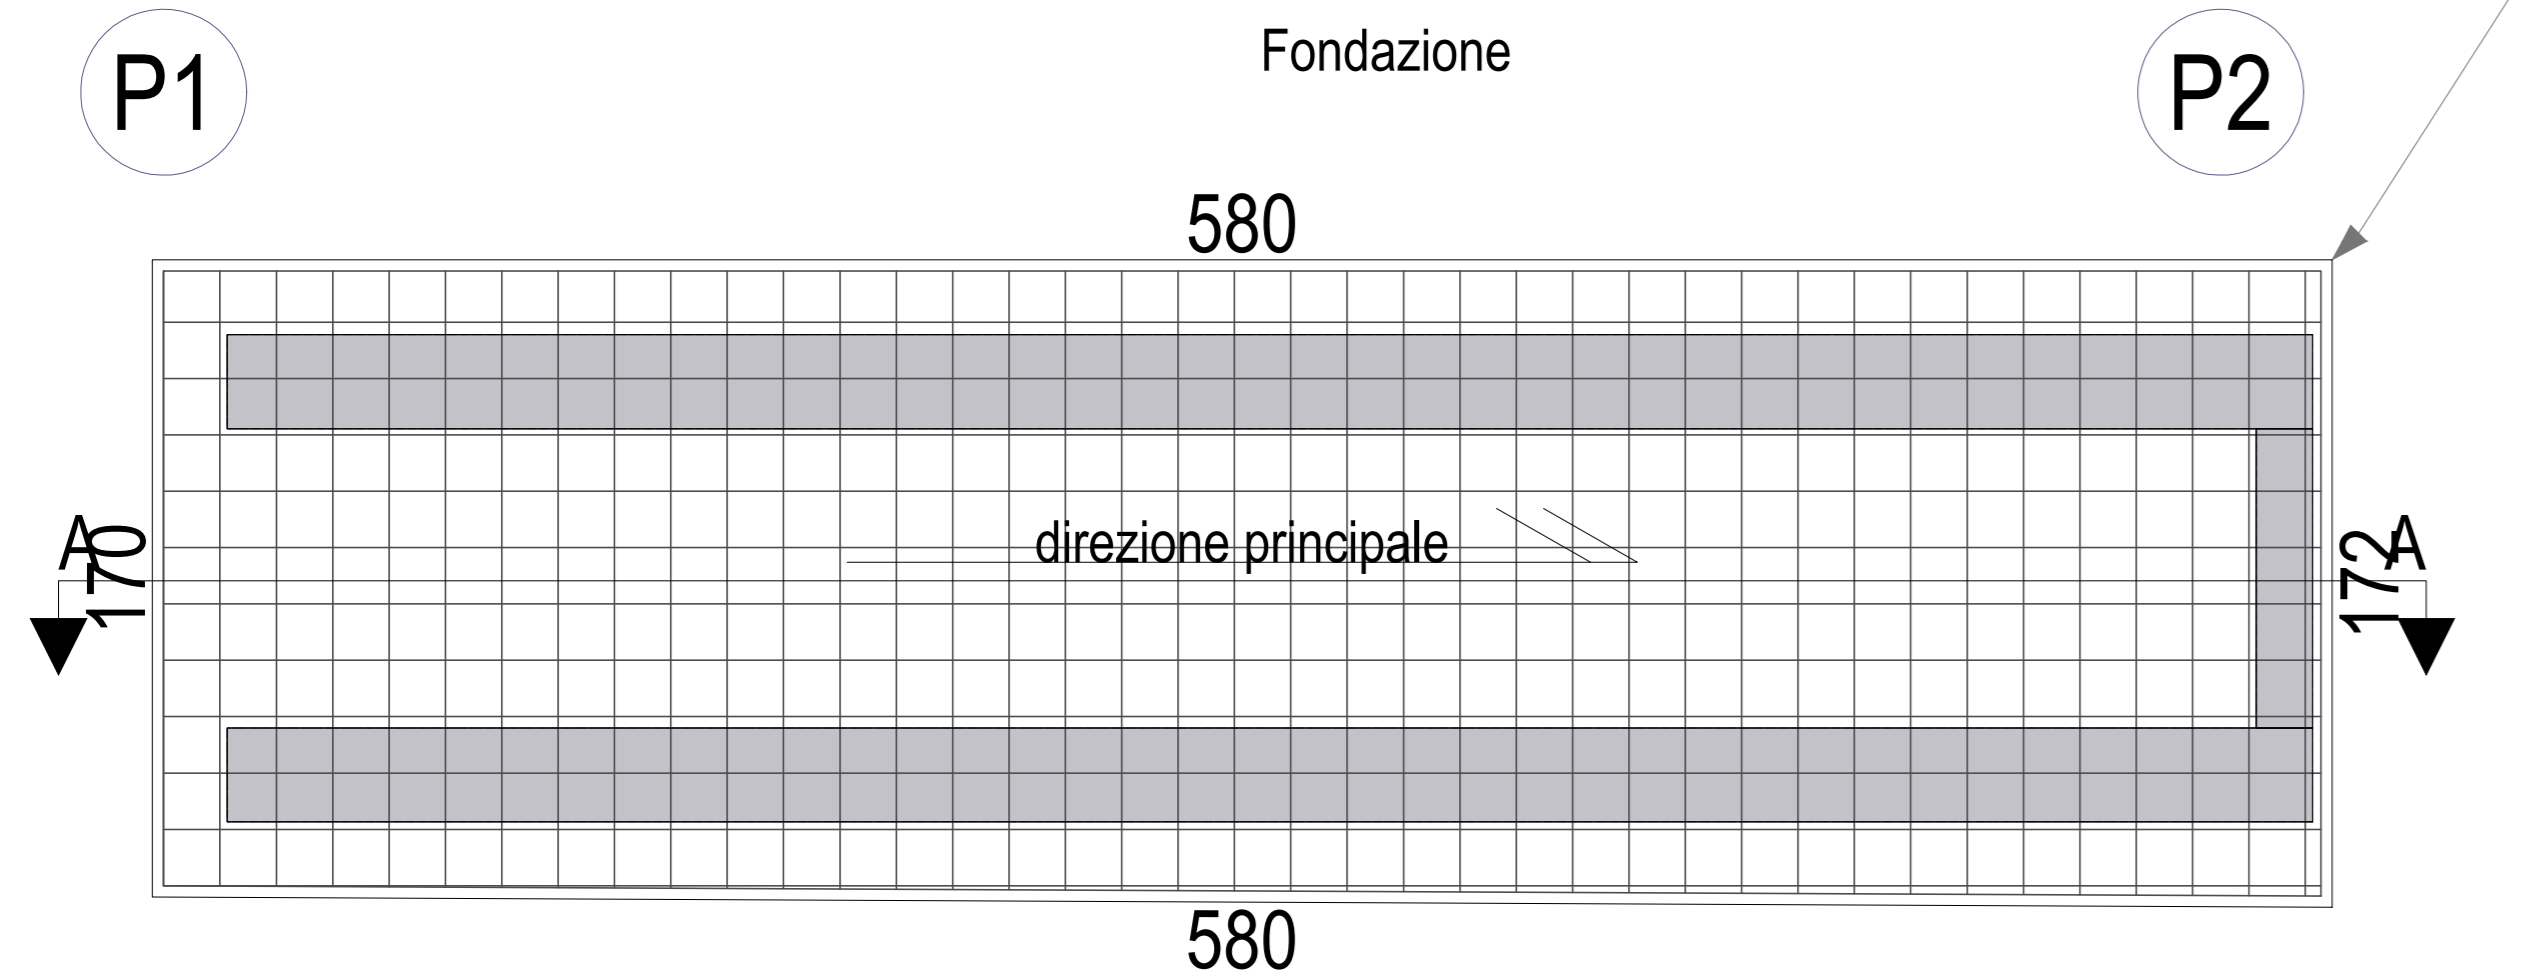 Fondazione
P1
P2
580
direzione principale
A
170
172
A
580